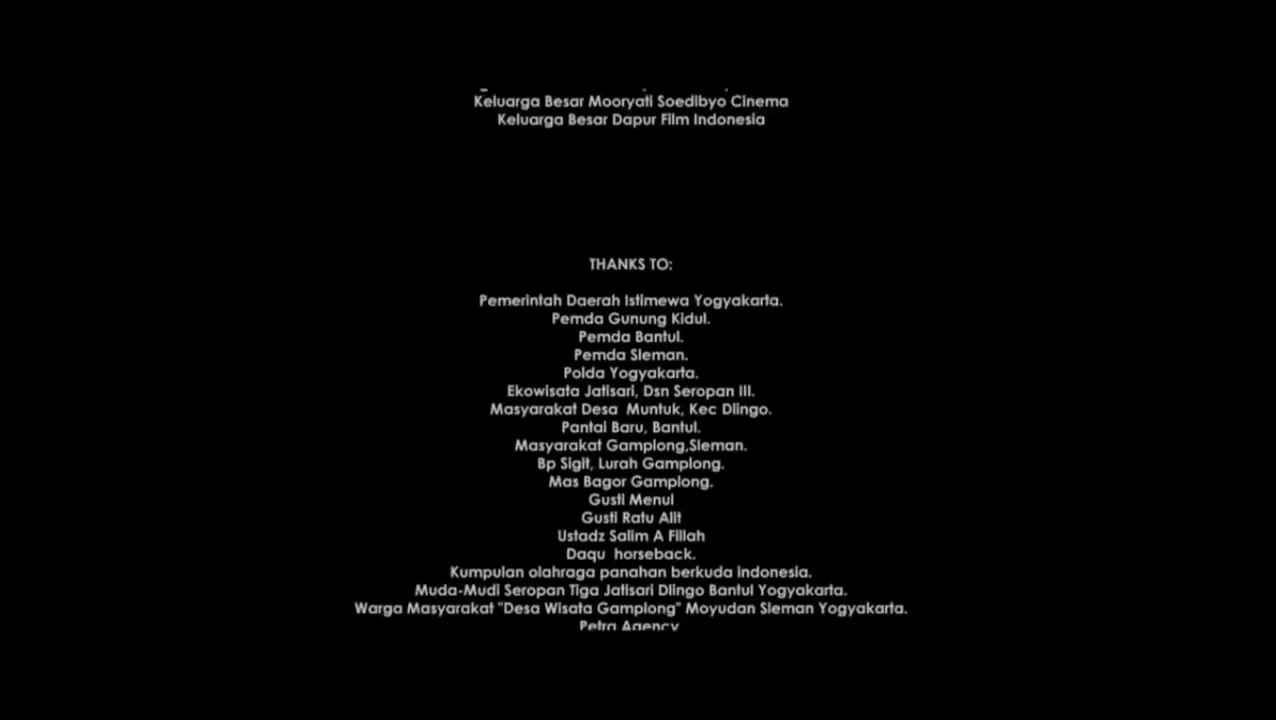 Keluarga Besar Mooryati Soedibyo Cinema
Keluarga Besar Dapur Film Indonesia
THANKS TO:
Pemerintah Daerah Istimewa Yogyakarta.
Pemda Gunung Kidul.
Pemda Bantul.
Pemda Sleman.
Polda Yogyakarta.
Ekowisata Jatisari, Dsn Seropan III.
Masyarakat Desa  Muntuk, Kec Dlingo.
Pantai Baru, Bantul.
Masyarakat Gamplong,Sleman.
Bp Sigit, Lurah Gamplong.
Mas Bagor Gamplong.
Gusti Menul
Gusti Ratu Alit
Ustadz Salim A Fillah
Daqu  horseback.
Kumpulan olahraga panahan berkuda indonesia.
Muda-Mudi Seropan Tiga Jatisari Dlingo Bantul Yogyakarta.
Warga Masyarakat "Desa Wisata Gamplong" Moyudan Sleman Yogyakarta.
Petra Agency